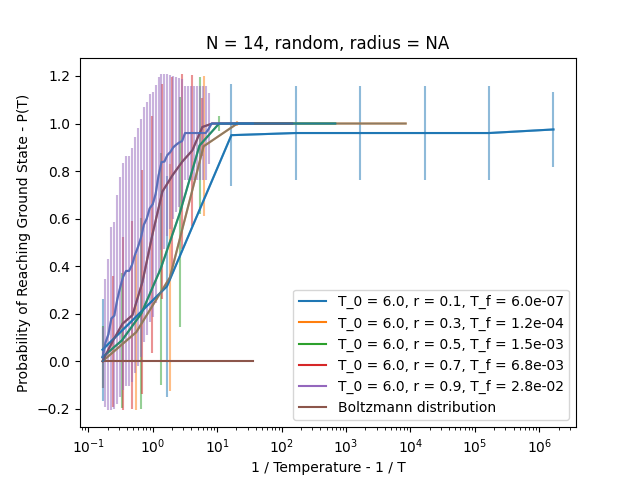 N = 14, random, radius = NA
Probability of Reaching Ground State - P(T)
1.2
1.0
0.8
0.6
0.4
0.2
0.0
−0.2
T_0 = 6.0, r = 0.1, T_f = 6.0e-07
T_0 = 6.0, r = 0.3, T_f = 1.2e-04
T_0 = 6.0, r = 0.5, T_f = 1.5e-03
T_0 = 6.0, r = 0.7, T_f = 6.8e-03
T_0 = 6.0, r = 0.9, T_f = 2.8e-02
Boltzmann distribution
10⁻¹ 10⁰ 10¹ 10² 10³ 10⁴ 10⁵ 10⁶
1 / Temperature - 1 / T